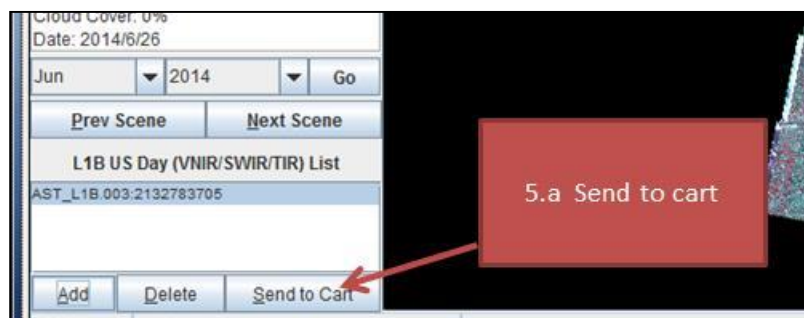 Cloud Cover: 0%
Date: 2014/6/26
Jun 2014 Go
Prev Scene Next Scene
L1B US Day (VNIR/SWIR/TIR) List
AST_L1B.003:2132783705
5.a Send to cart
Add Delete Send to Cart